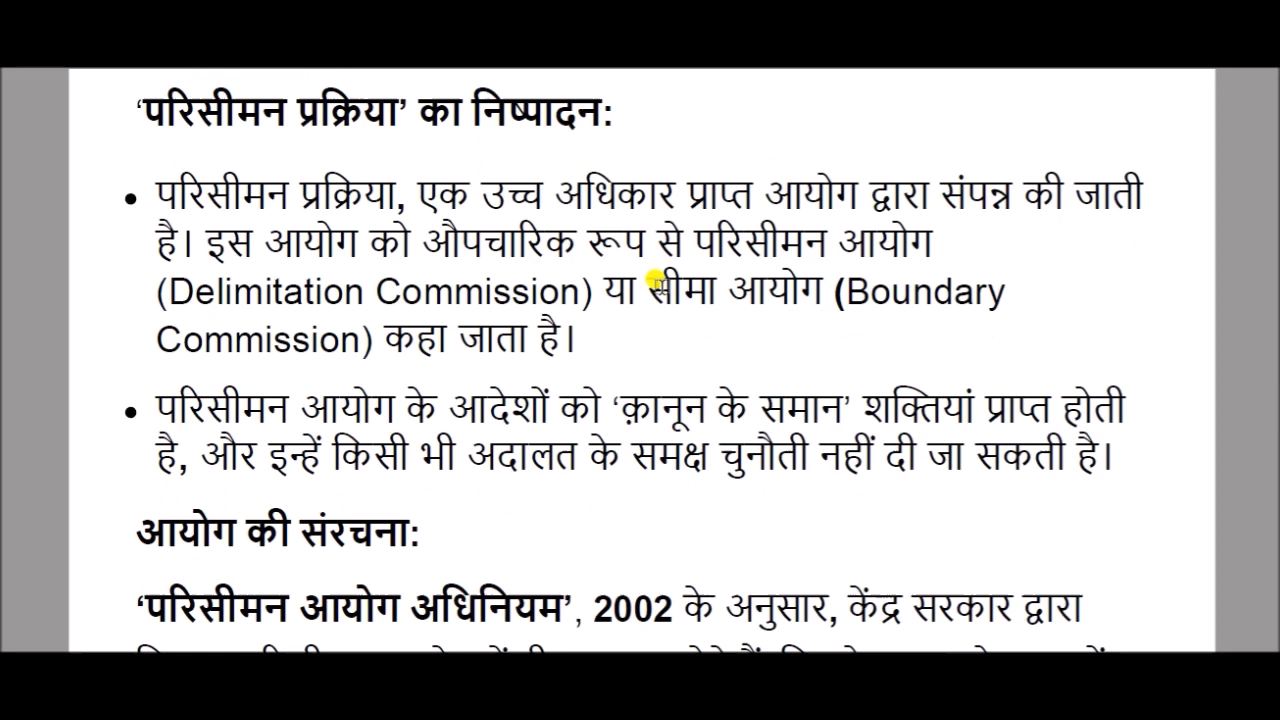 ‘परिसीमन प्रक्रिया’ का निष्पादन:
• परिसीमन प्रक्रिया, एक उच्च अधिकार प्राप्त आयोग द्वारा संपन्न की जाती
है। इस आयोग को औपचारिक रूप से परिसीमन आयोग
(Delimitation Commission) या सीमा आयोग (Boundary
Commission) कहा जाता है।
• परिसीमन आयोग के आदेशों को ‘क़ानून के समान’ शक्तियां प्राप्त होती
है, और इन्हें किसी भी अदालत के समक्ष चुनौती नहीं दी जा सकती है।
आयोग की संरचना:
‘परिसीमन आयोग अधिनियम’, 2002 के अनुसार, केंद्र सरकार द्वारा